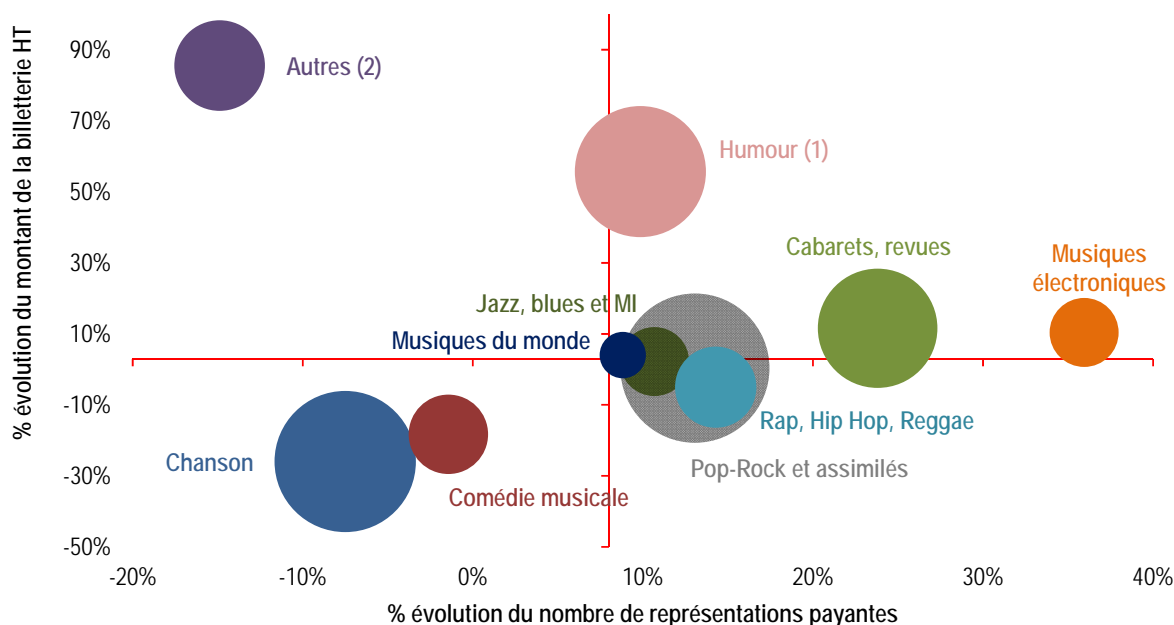 % évolution du montant de la billetterie HT
90%
70%
50%
30%
10%
-10%
-30%
-50%
Autres (2)
Humour (1)
Cabarets, revues
Musiques
électroniques
Jazz, blues et MI
Musiques du monde
Rap, Hip Hop, Reggae
Pop-Rock et assimilés
Chanson
Comédie musicale
-20%
-10%
0%
10%
20%
30%
40%
% évolution du nombre de représentations payantes